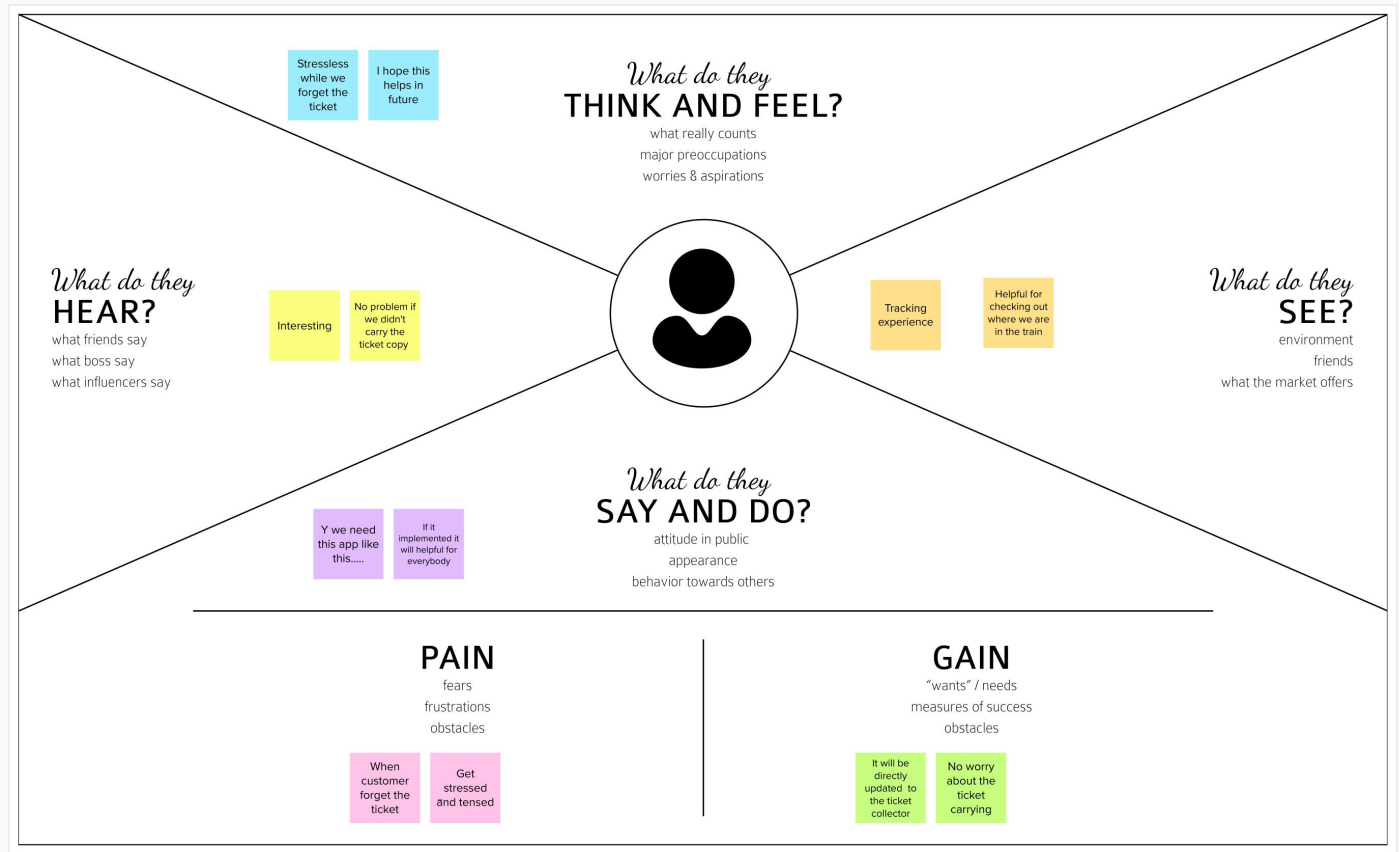 Stressless
while we
forget the
ticket
I hope this
helps in
future
What do they
THINK AND FEEL?
what really counts
major preoccupations
worries & aspirations
What do they
HEAR?
what friends say
what boss say
what influencers say
Interesting
No problem if
we didn't
carry the
ticket copy
Tracking
experience
Helpful for
checking out
where we are
in the train
What do they
SEE?
environment
friends
what the market offers
What do they
SAY AND DO?
attitude in public
appearance
behavior towards others
Y we need
this app like
this.....
If it
implemented it
will helpful for
everybody
PAIN
fears
frustrations
obstacles
When
customer
forget the
ticket
Get
stressed
and tensed
GAIN
“wants” / needs
measures of success
obstacles
It will be
directly
updated to
the ticket
collector
No worry
about the
ticket
carrying